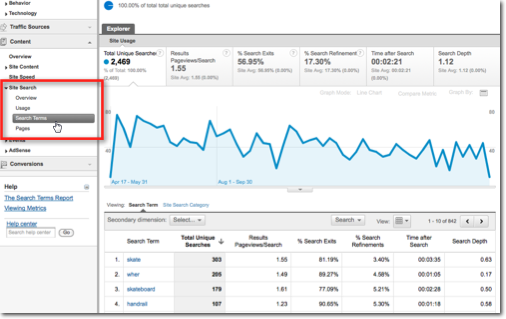 Behavior
Technology
Traffic Sources
Content
Overview
Site Content
Site Speed
Site Search
Overview
Usage
Search Terms
Pages
Events
AdSense
Conversions
Help
The Search Terms Report
Viewing Metrics
Help center
Search help center Go
100.00% of total total unique searches
Explorer
Site Usage
Total Unique Searches
2,469
% of Total: 100.00%
(2,469)
Results
Pageviews/Search
1.55
Site Avg: 1.55 (0.00%)
% Search Exits
56.95%
Site Avg: 56.95% (0.00%)
% Search Refinements
17.30%
Site Avg: 17.30% (0.00%)
Time after Search
00:02:21
Site Avg: 00:02:21
(0.00%)
Search Depth
1.12
Site Avg: 1.12 (0.00%)
Graph Mode: Line Chart Compare Metric Graph By:
Apr 17 - May 31
Aug 1 - Sep 30
Viewing: Search Term Site Search Category
Secondary dimension: Select... Search View: 1 - 10 of 842
Search Term Total Unique Searches Results Pageviews/Search % Search Exits % Search Refinements Time after Search Search Depth
1. skate 303 1.55 81.19% 3.40% 00:03:35 0.63
2. wher 205 1.49 89.27% 4.58% 00:01:05 0.17
3. skateboard 179 1.61 77.09% 5.21% 00:02:28 0.50
4. handrail 107 1.23 90.65% 5.30% 00:01:18 0.58